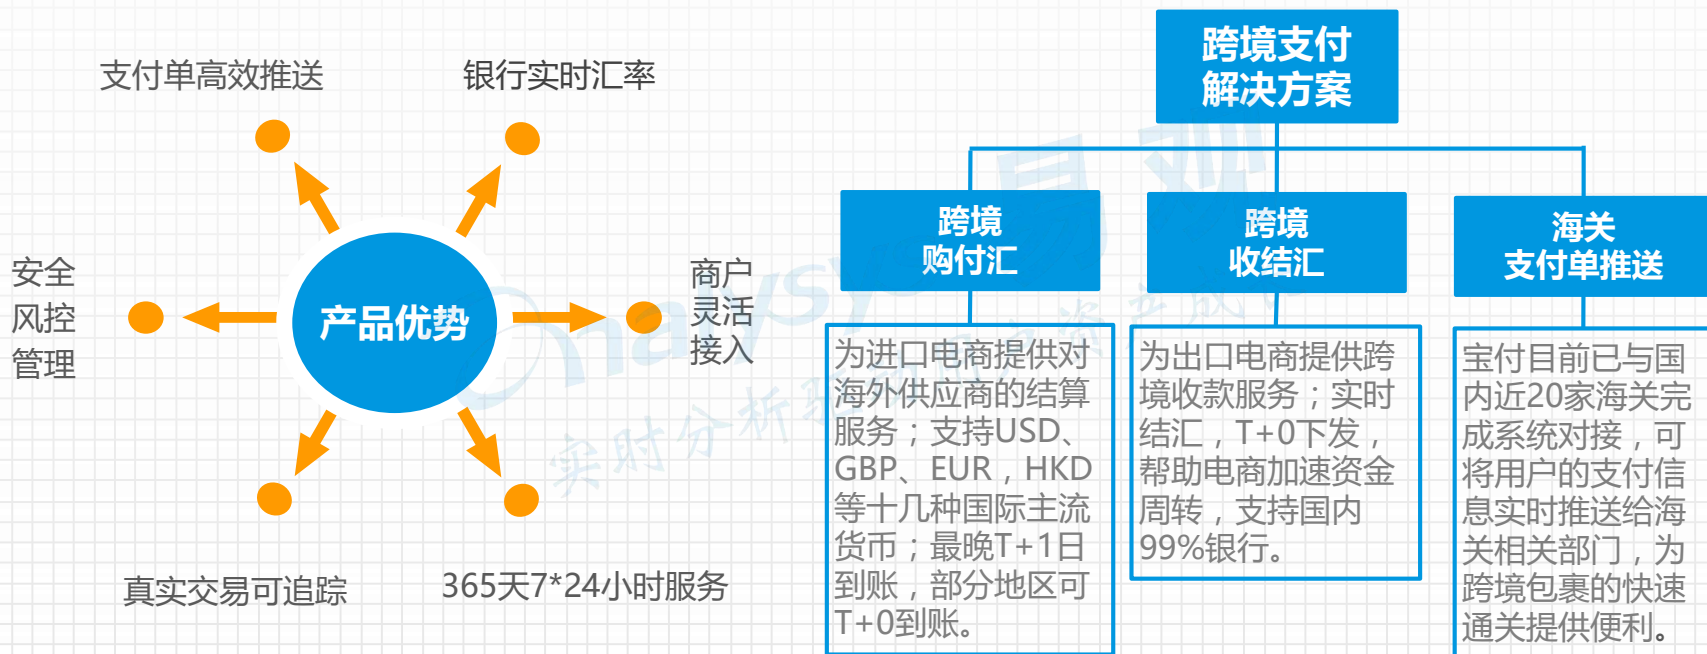 支付单高效推送
银行实时汇率
安全
风控
管理
产品优势
商户
灵活
接入
真实交易可追踪
365天7*24小时服务
跨境支付
解决方案
跨境
购付汇
为进口电商提供对
海外供应商的结算
服务；支持USD、
GBP、EUR，HKD
等十几种国际主流
货币；最晚T+1日
到账，部分地区可
T+0到账。
跨境
收结汇
为出口电商提供跨
境收款服务；实时
结汇，T+0下发，
帮助电商加速资金
周转，支持国内
99%银行。
海关
支付单推送
宝付目前已与国
内近20家海关完
成系统对接，可
将用户的支付信
息实时推送给海
关相关部门，为
跨境包裹的快速
通关提供便利。
易观